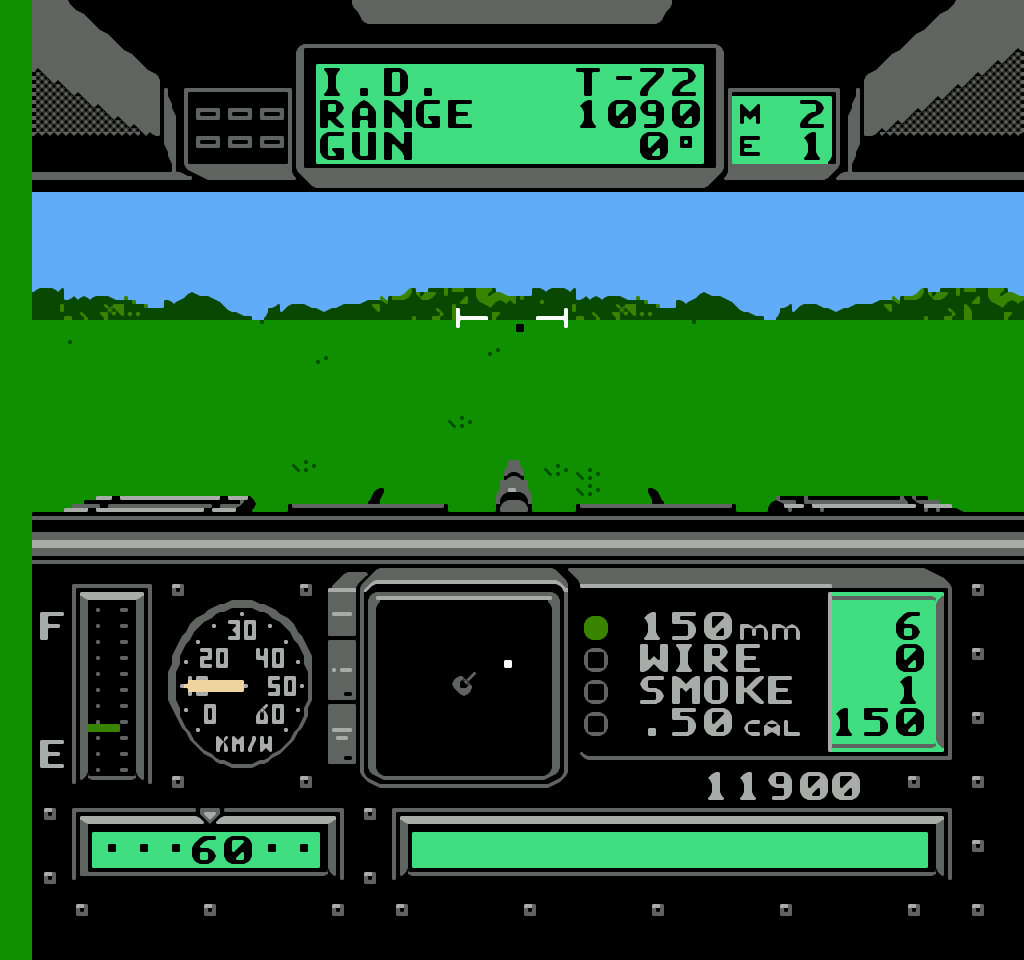 I.D. T-72
RANGE 1090
GUN 0°
M 2
E 1
F
E
30
20 40
10 50
0 60
KM/W
150mm 6
WIRE 0
SMOKE 1
.50 CAL 150
11900
· · · 60 · ·